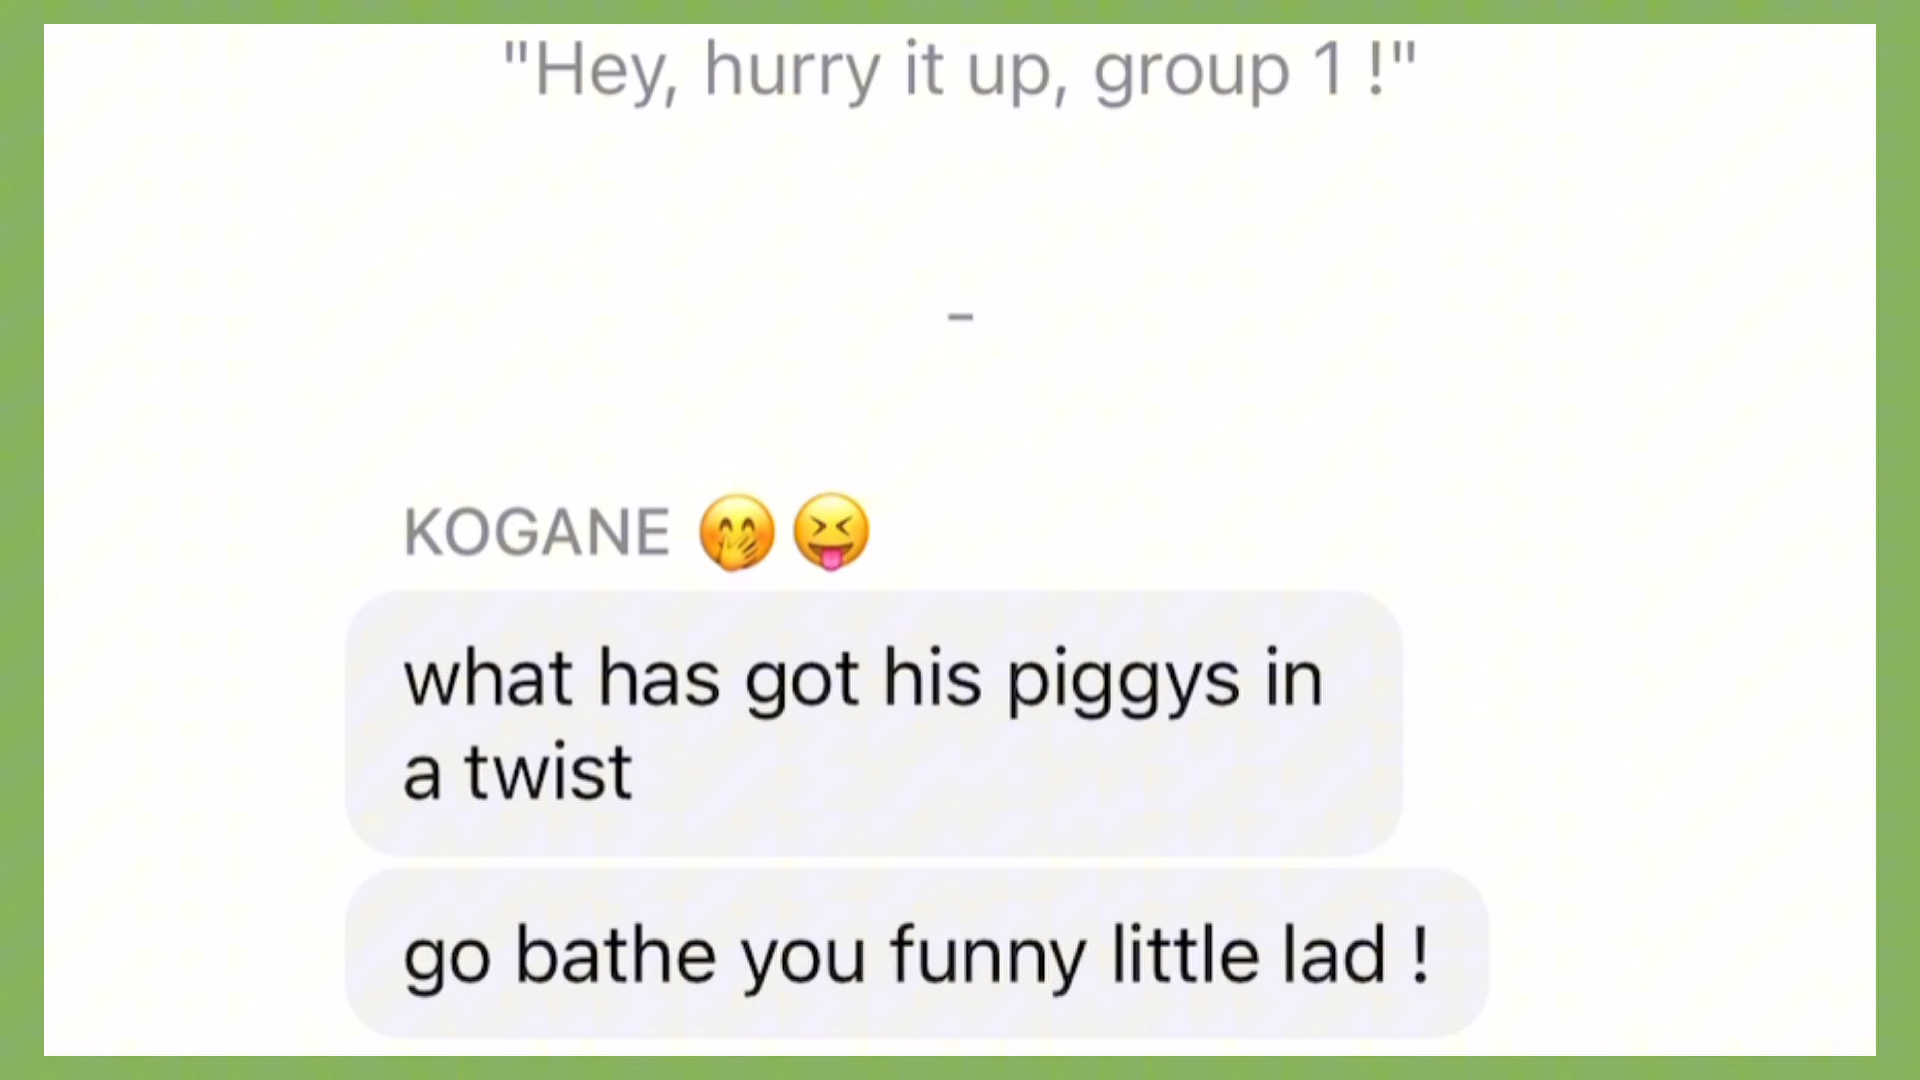 "Hey, hurry it up, group 1 !"
-
KOGANE 🤭😝
what has got his piggys in
a twist
go bathe you funny little lad !